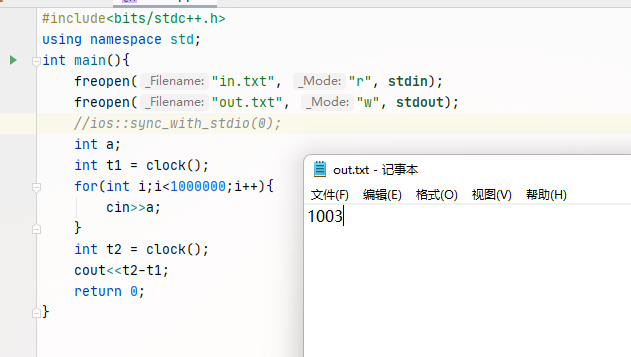 #include<bits/stdc++.h>
using namespace std;
int main(){
freopen( _Filename: "in.txt", _Mode: "r", stdin);
freopen( _Filename: "out.txt", _Mode: "w", stdout);
//ios::sync_with_stdio(0);
int a;
int t1 = clock();
for(int i;i<1000000;i++){
cin>>a;
}
int t2 = clock();
cout<<t2-t1;
return 0;
}
out.txt - 记事本
文件(F) 编辑(E) 格式(O) 视图(V) 帮助(H)
1003